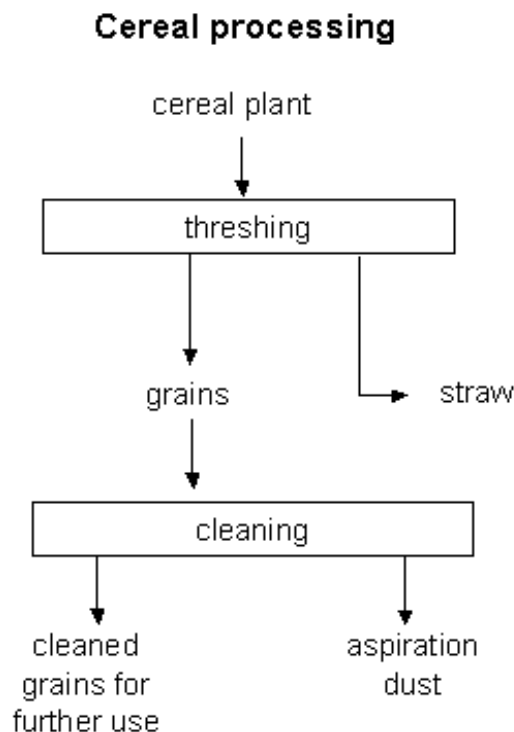 Cereal processing
cereal plant
threshing
grains
straw
cleaning
cleaned
grains for
further use
aspiration
dust